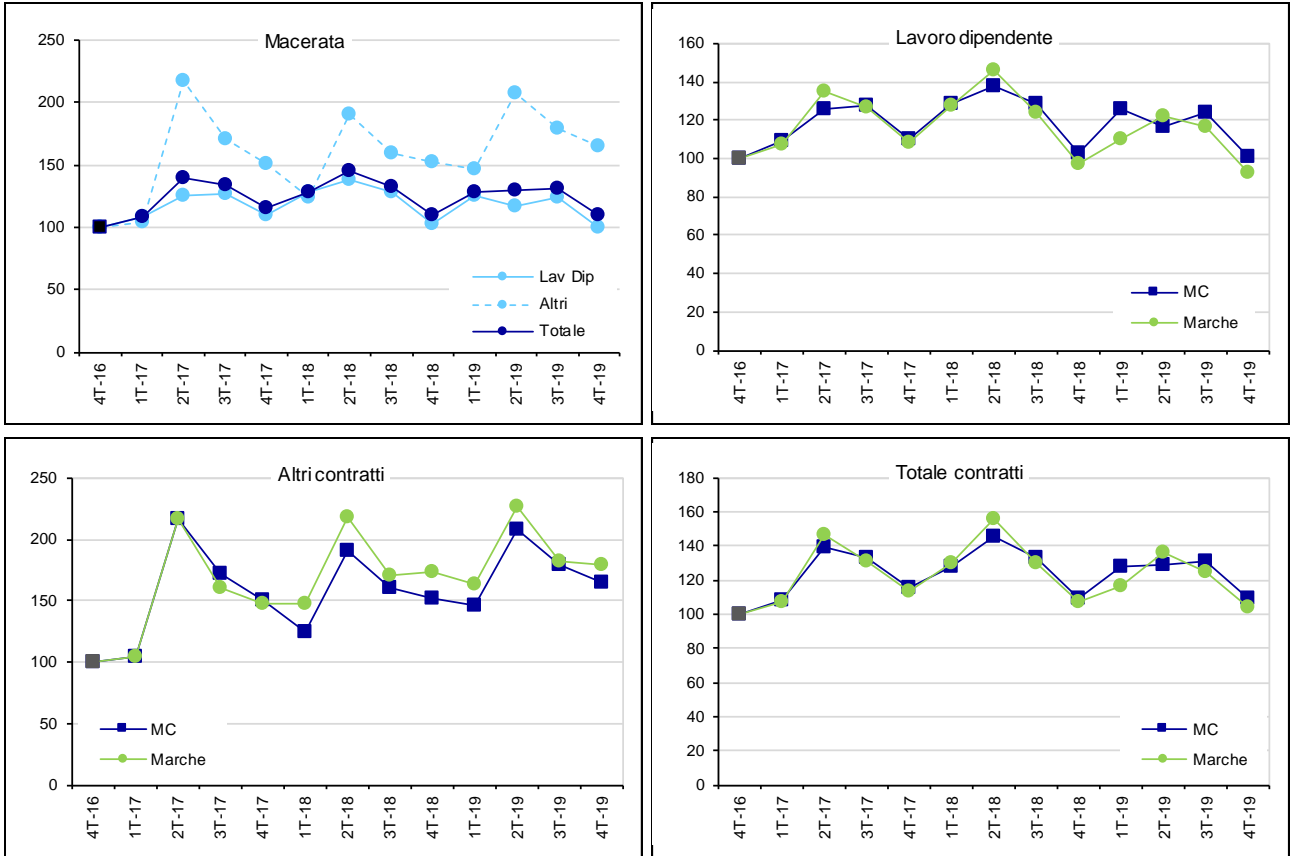 Macerata
250
200
150
100
50
0
4T-16
1T-17
2T-17
3T-17
4T-17
1T-18
2T-18
3T-18
4T-18
1T-19
2T-19
3T-19
4T-19
Lav Dip
Altri
Totale
Lavoro dipendente
160
140
120
100
80
60
40
20
0
4T-16
1T-17
2T-17
3T-17
4T-17
1T-18
2T-18
3T-18
4T-18
1T-19
2T-19
3T-19
4T-19
MC
Marche
Altri contratti
250
200
150
100
50
0
4T-16
1T-17
2T-17
3T-17
4T-17
1T-18
2T-18
3T-18
4T-18
1T-19
2T-19
3T-19
4T-19
MC
Marche
Totale contratti
180
160
140
120
100
80
60
40
20
0
4T-16
1T-17
2T-17
3T-17
4T-17
1T-18
2T-18
3T-18
4T-18
1T-19
2T-19
3T-19
4T-19
MC
Marche